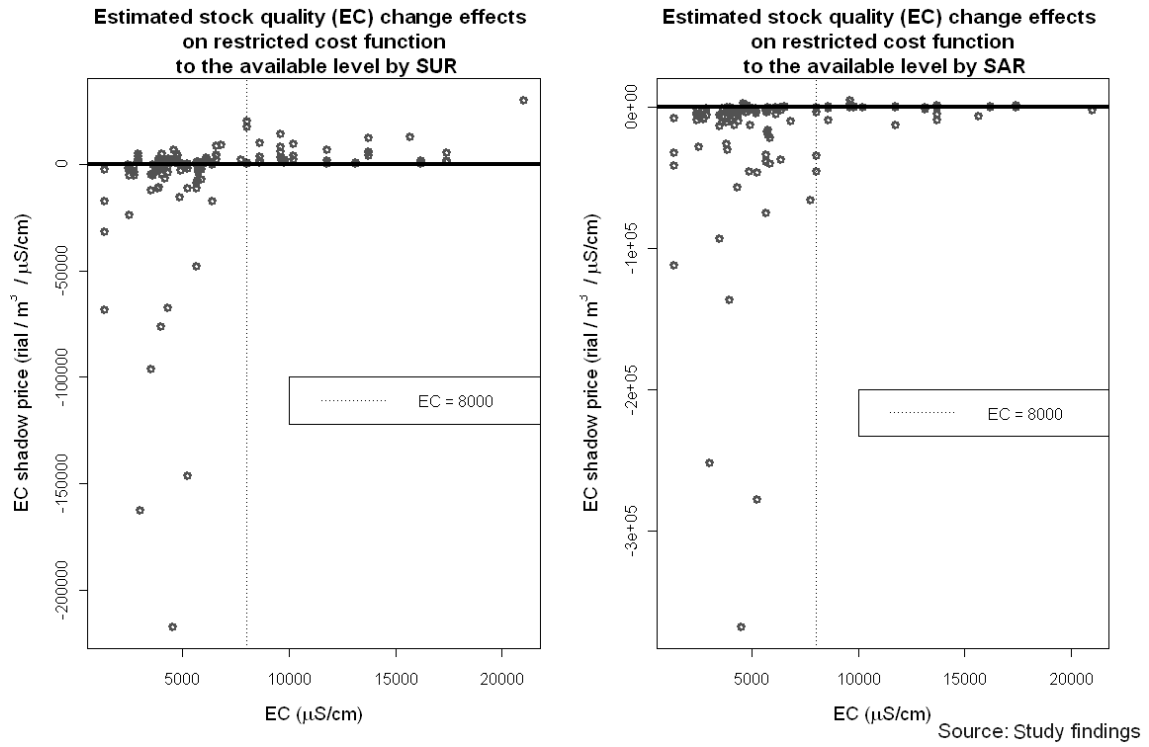 Estimated stock quality (EC) change effects
on restricted cost function
to the available level by SUR
EC shadow price (rial / m³ / μS/cm)
0
-50000
-100000
-150000
-200000
EC = 8000
5000
10000
15000
20000
EC (μS/cm)
Estimated stock quality (EC) change effects
on restricted cost function
to the available level by SAR
EC shadow price (rial / m³ / μS/cm)
0e+00
-1e+05
-2e+05
-3e+05
EC = 8000
5000
10000
15000
20000
EC (μS/cm)
Source: Study findings